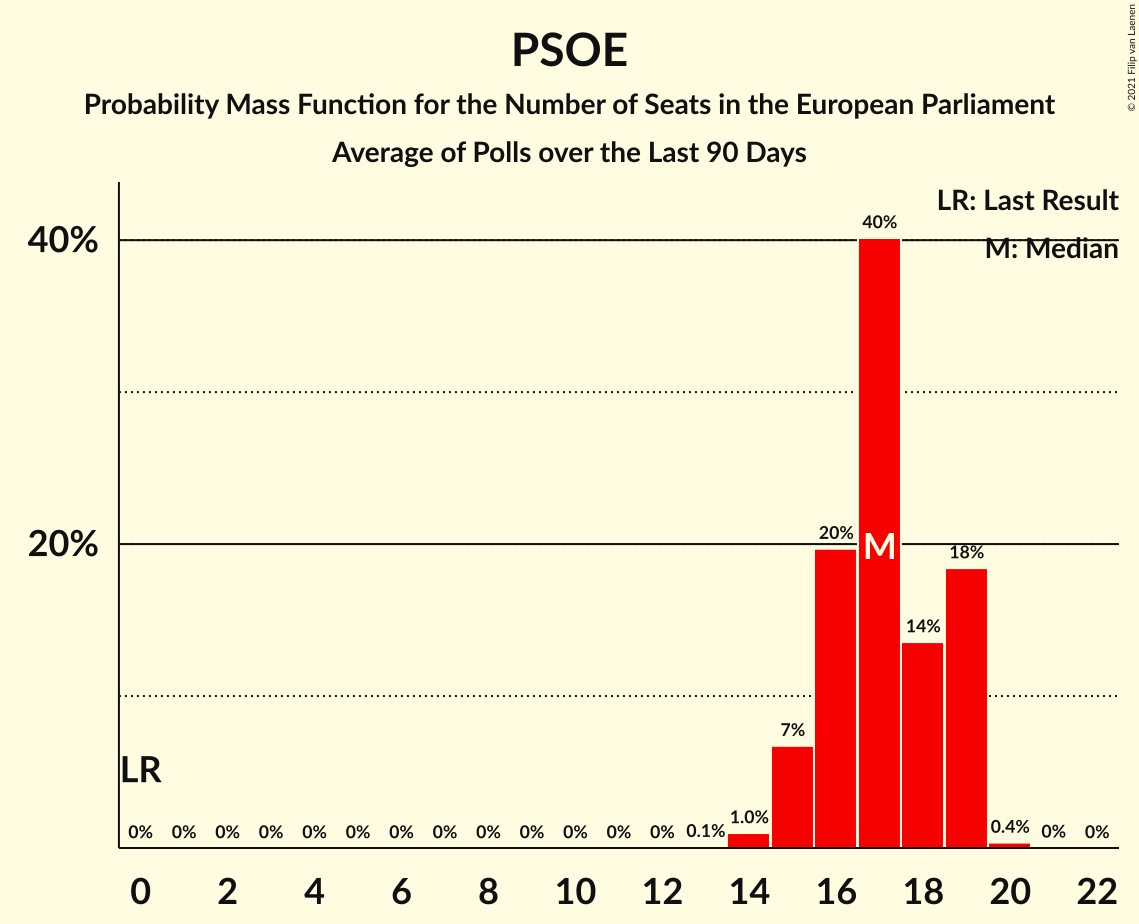 PSOE
Probability Mass Function for the Number of Seats in the European Parliament
Average of Polls over the Last 90 Days
© 2021 Filip van Laenen
LR: Last Result
M: Median
40%
20%
40%
20%
M
18%
14%
7%
LR
0% 0% 0% 0% 0% 0% 0% 0% 0% 0% 0% 0% 0% 0.1% 1.0% 0.4% 0% 0%
0 2 4 6 8 10 12 14 16 18 20 22